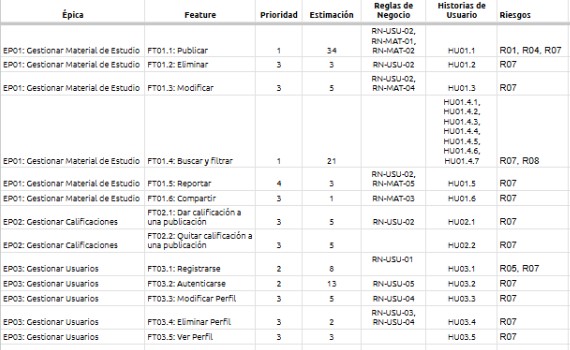 Épica Feature Prioridad Estimación Reglas de Negocio Historias de Usuario Riesgos
EP01: Gestionar Material de Estudio FT01.1: Publicar 1 34 RN-USU-02, RN-MAT-01, RN-MAT-02 HU01.1 R01, R04, R07
EP01: Gestionar Material de Estudio FT01.2: Eliminar 3 3 RN-USU-02 HU01.2 R07
EP01: Gestionar Material de Estudio FT01.3: Modificar 3 5 RN-USU-02, RN-MAT-04 HU01.3 R07
EP01: Gestionar Material de Estudio FT01.4: Buscar y filtrar 1 21 HU01.4.1, HU01.4.2, HU01.4.3, HU01.4.4, HU01.4.5, HU01.4.6, HU01.4.7 R07, R08
EP01: Gestionar Material de Estudio FT01.5: Reportar 4 3 RN-USU-02, RN-MAT-05 HU01.5 R07
EP01: Gestionar Material de Estudio FT01.6: Compartir 3 1 RN-MAT-03 HU01.6 R07
EP02: Gestionar Calificaciones FT02.1: Dar calificación a una publicación 3 5 RN-USU-02 HU02.1 R07
EP02: Gestionar Calificaciones FT02.2: Quitar calificación a una publicación 3 5 HU02.2 R07
EP03: Gestionar Usuarios FT03.1: Registrarse 2 8 RN-USU-01 HU03.1 R05, R07
EP03: Gestionar Usuarios FT03.2: Autenticarse 2 13 RN-USU-05 HU03.2 R07
EP03: Gestionar Usuarios FT03.3: Modificar Perfil 3 5 RN-USU-04 HU03.3 R07
EP03: Gestionar Usuarios FT03.4: Eliminar Perfil 3 2 RN-USU-03, RN-USU-04 HU03.4 R07
EP03: Gestionar Usuarios FT03.5: Ver Perfil 3 3 HU03.5 R07